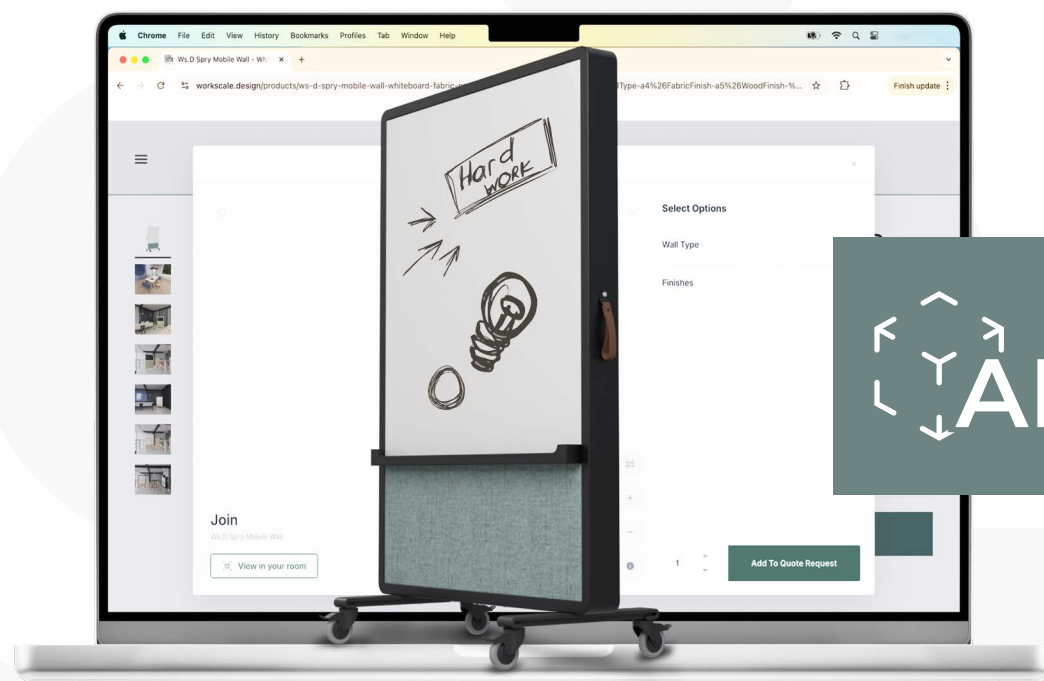 Chrome File Edit View History Bookmarks Profiles Tab Window Help
Ws.D Spry Mobile Wall - Wh
workscale.design/products/ws-d-spry-mobile-wall-whiteboard-fabric-
Type-a4%26FabricFinish-a5%26WoodFinish-%...
Finish update
Hard
WORK
Select Options
Wall Type
Finishes
Join
Ws.D Spry Mobile Wall
View in your room
1
Add To Quote Request